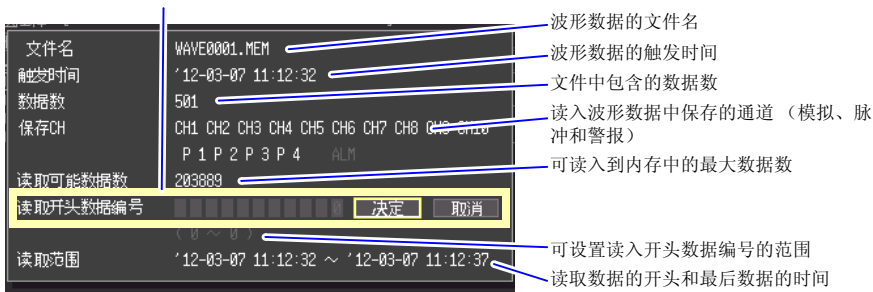 文件名 WAVE0001.MEM
触发时间 '12-03-07 11:12:32
数据数 501
保存CH CH1 CH2 CH3 CH4 CH5 CH6 CH7 CH8 CH9 CH10
P 1 P 2 P 3 P 4 ALM
读取可能数据数 203889
读取开头数据编号 0 决定 取消
( 0 ～ 0 )
读取范围 '12-03-07 11:12:32 ～ '12-03-07 11:12:37
波形数据的文件名
波形数据的触发时间
文件中包含的数据数
读入波形数据中保存的通道 （模拟、脉
冲和警报）
可读入到内存中的最大数据数
可设置读入开头数据编号的范围
读取数据的开头和最后数据的时间